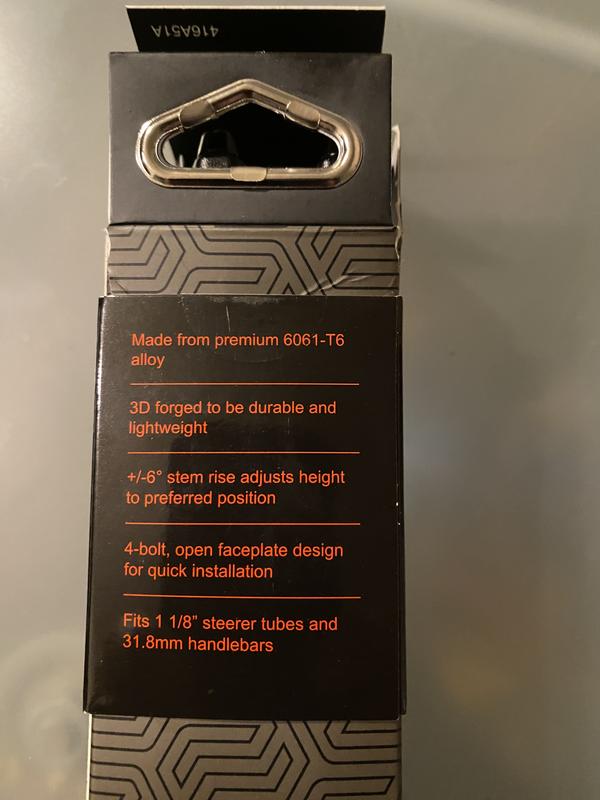 416A51A
Made from premium 6061-T6
alloy
3D forged to be durable and
lightweight
+/-6° stem rise adjusts height
to preferred position
4-bolt, open faceplate design
for quick installation
Fits 1 1/8” steerer tubes and
31.8mm handlebars